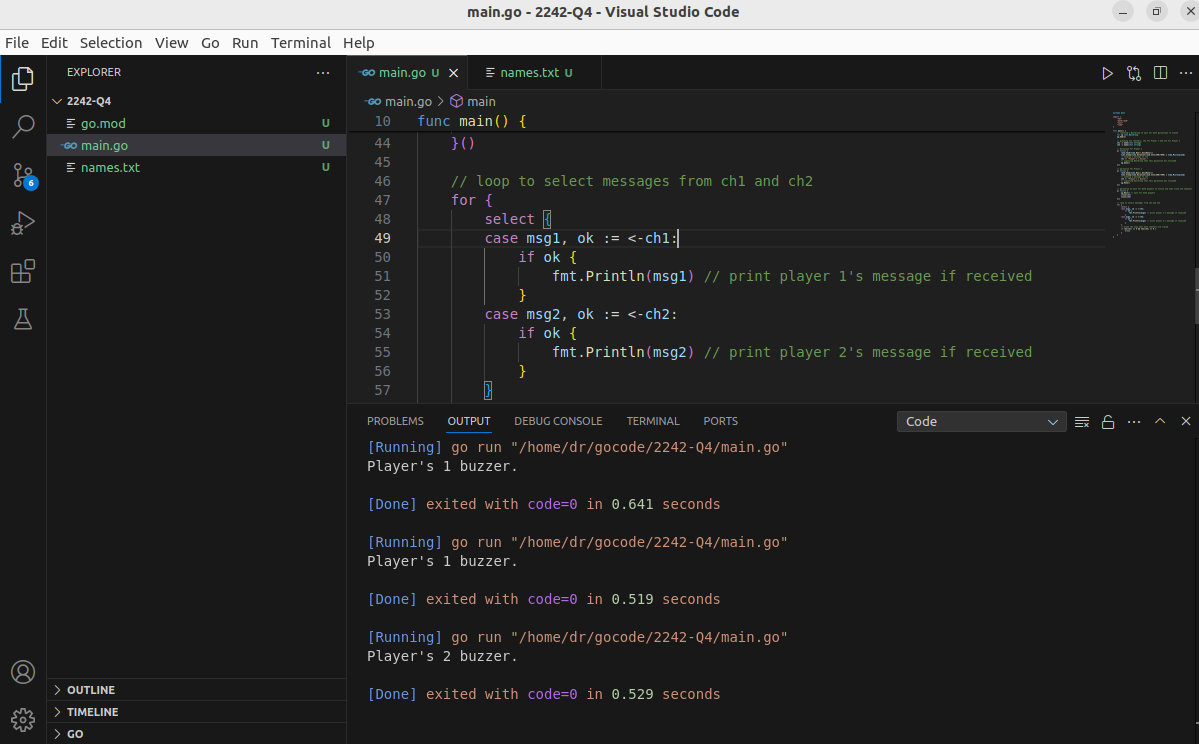 main.go - 2242-Q4 - Visual Studio Code
File Edit Selection View Go Run Terminal Help
EXPLORER
2242-Q4
go.mod U
main.go U
names.txt U
6
OUTLINE
TIMELINE
GO
main.go U names.txt U
main.go > main
10 func main() {
44 }()
45
46 // loop to select messages from ch1 and ch2
47 for {
48 select {
49 case msg1, ok := <-ch1:
50 if ok {
51 fmt.Println(msg1) // print player 1's message if received
52 }
53 case msg2, ok := <-ch2:
54 if ok {
55 fmt.Println(msg2) // print player 2's message if received
56 }
57 }
PROBLEMS OUTPUT DEBUG CONSOLE TERMINAL PORTS Code
[Running] go run "/home/dr/gocode/2242-Q4/main.go"
Player's 1 buzzer.
[Done] exited with code=0 in 0.641 seconds
[Running] go run "/home/dr/gocode/2242-Q4/main.go"
Player's 1 buzzer.
[Done] exited with code=0 in 0.519 seconds
[Running] go run "/home/dr/gocode/2242-Q4/main.go"
Player's 2 buzzer.
[Done] exited with code=0 in 0.529 seconds